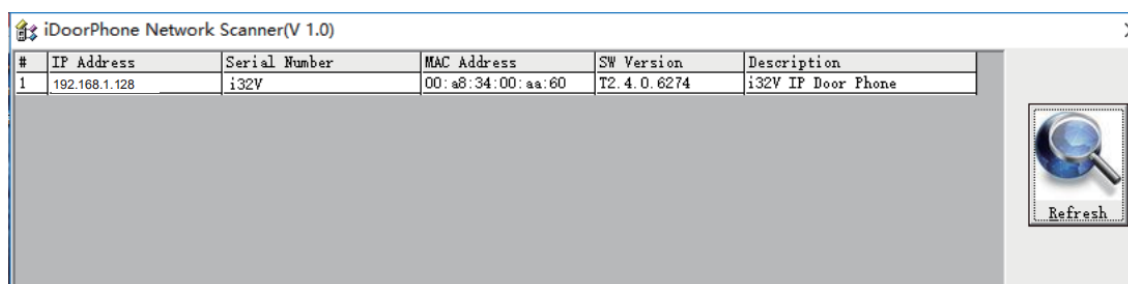 iDoorPhone Network Scanner(V 1.0)
# IP Address Serial Number MAC Address SW Version Description
1 192.168.1.128 i32V 00:a8:34:00:aa:60 T2.4.0.6274 i32V IP Door Phone
Refresh